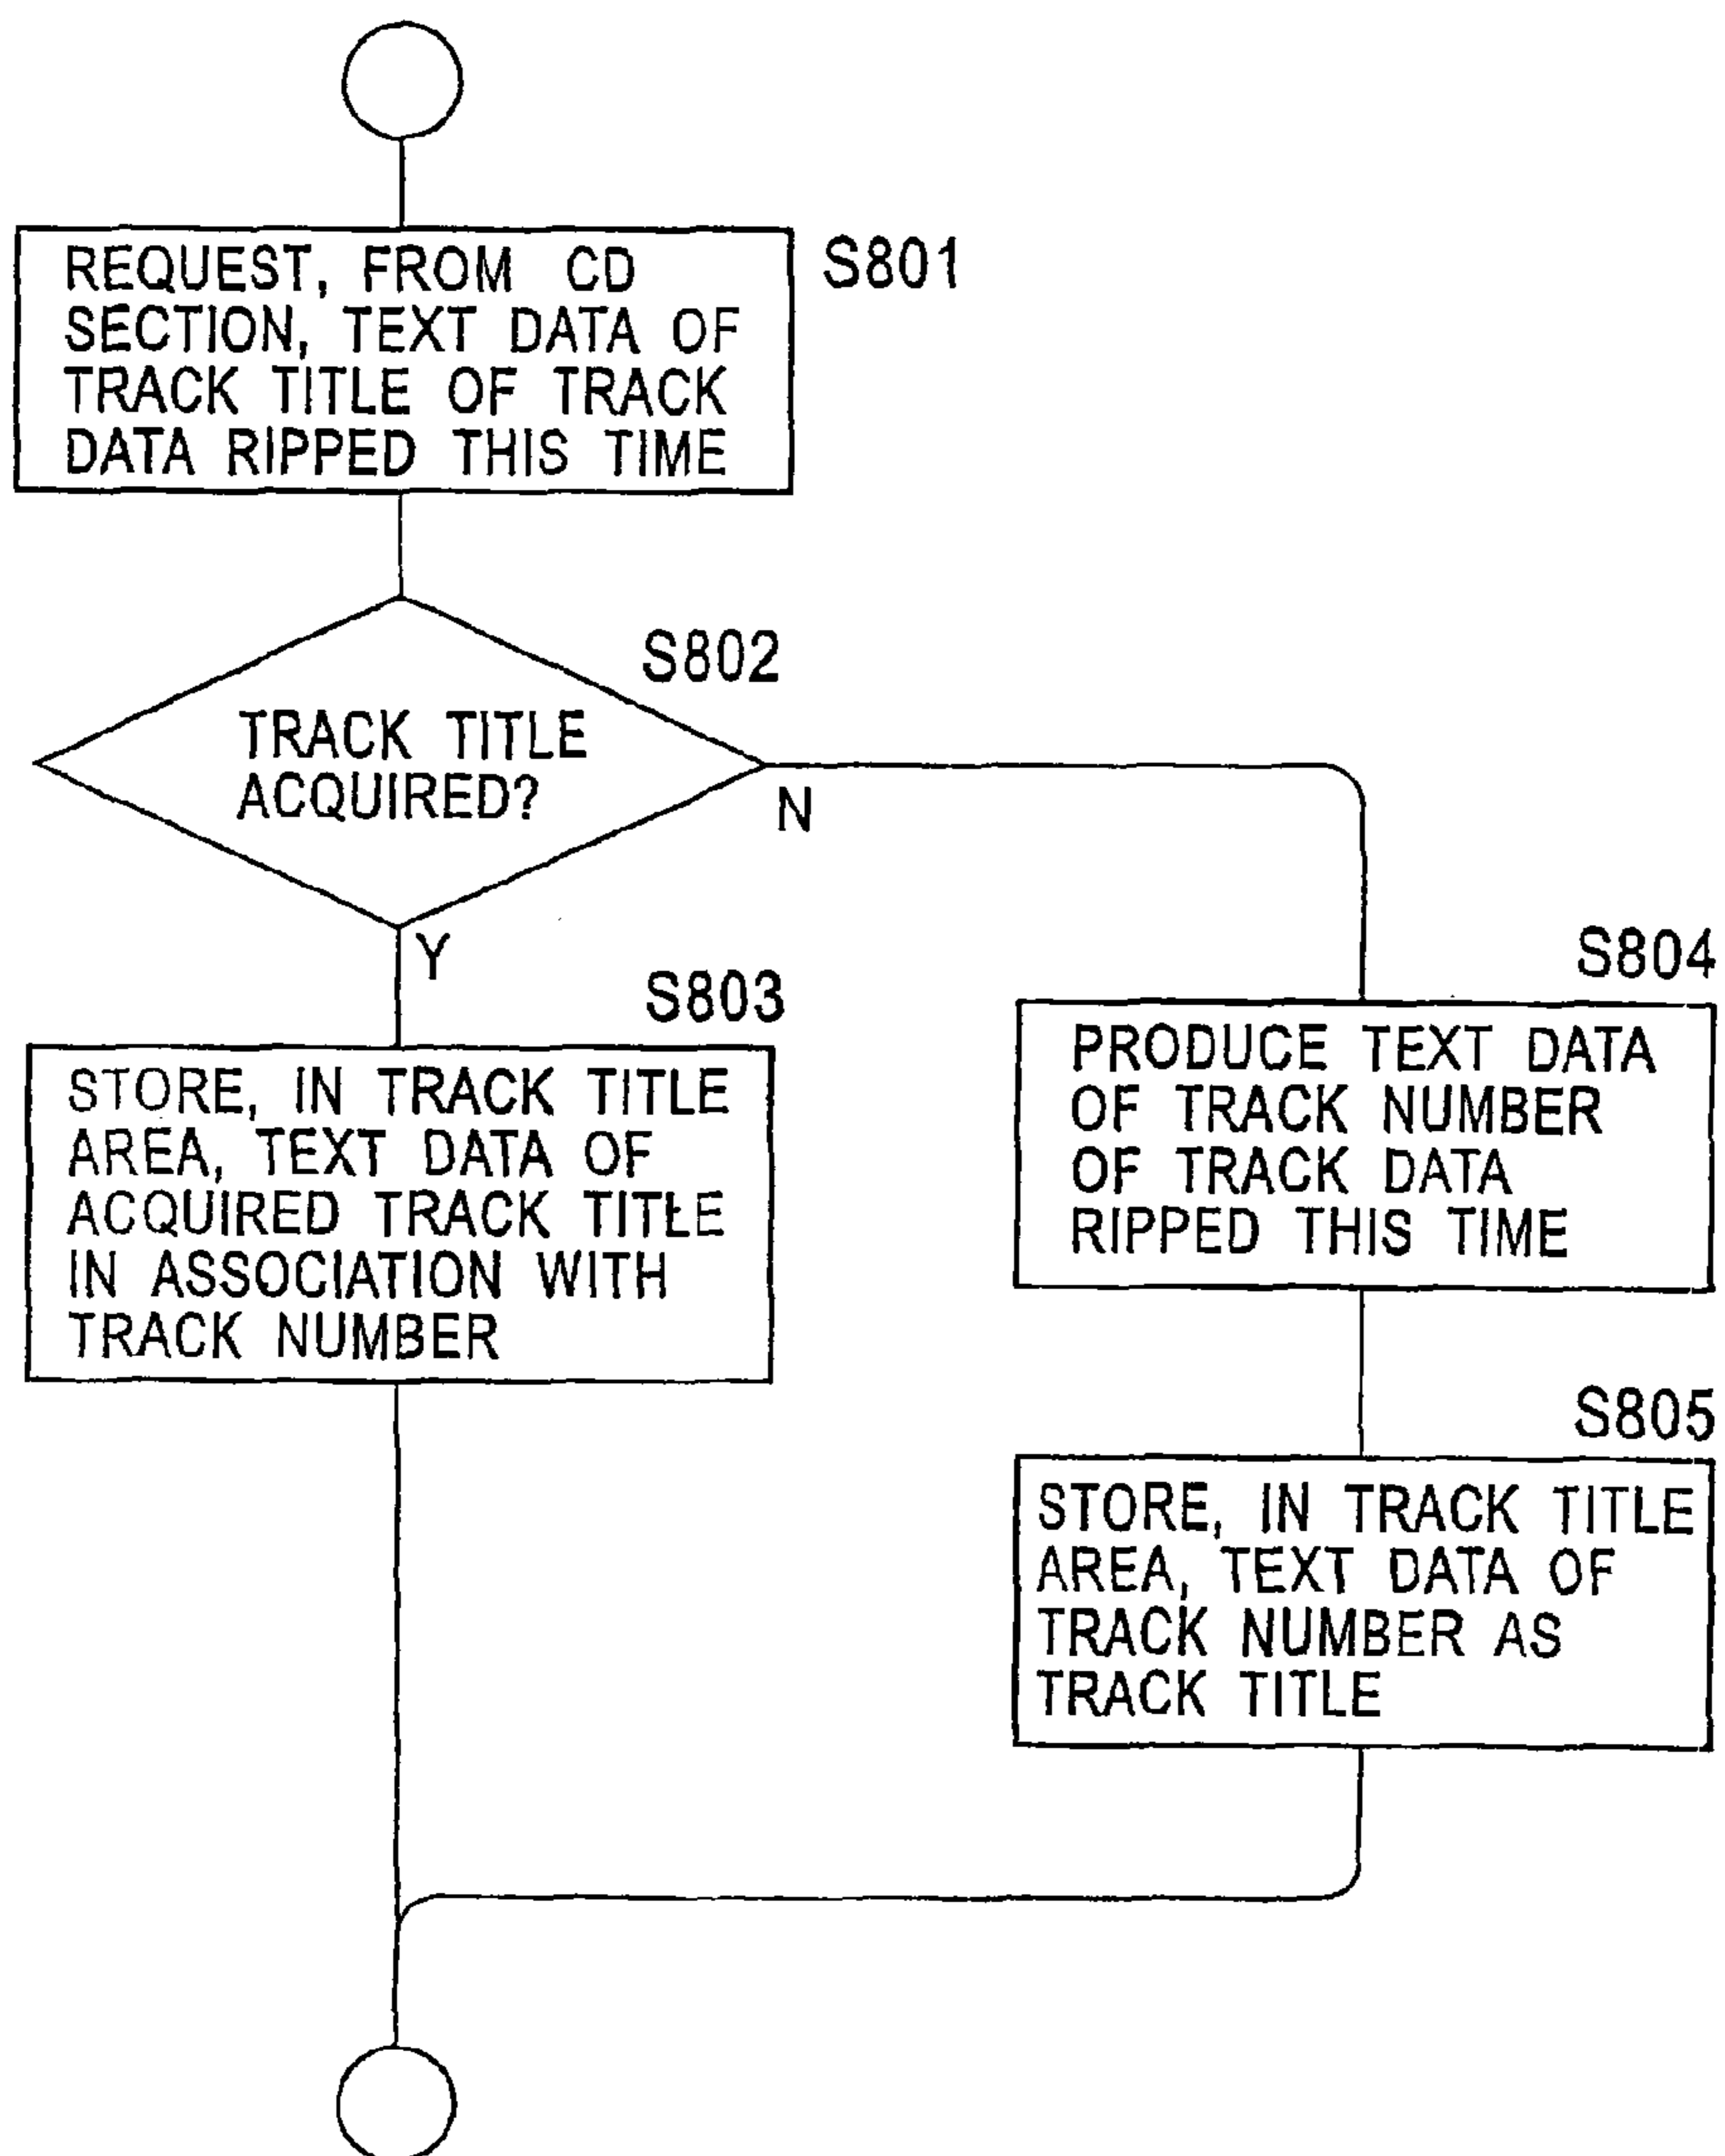 REQUEST, FROM CD
SECTION, TEXT DATA OF
TRACK TITLE OF TRACK
DATA RIPPED THIS TIME
S801
S802
TRACK TITLE
ACQUIRED?
N
Y
S803
STORE, IN TRACK TITLE
AREA, TEXT DATA OF
ACQUIRED TRACK TITLE
IN ASSOCIATION WITH
TRACK NUMBER
S804
PRODUCE TEXT DATA
OF TRACK NUMBER
OF TRACK DATA
RIPPED THIS TIME
S805
STORE, IN TRACK TITLE
AREA, TEXT DATA OF
TRACK NUMBER AS
TRACK TITLE